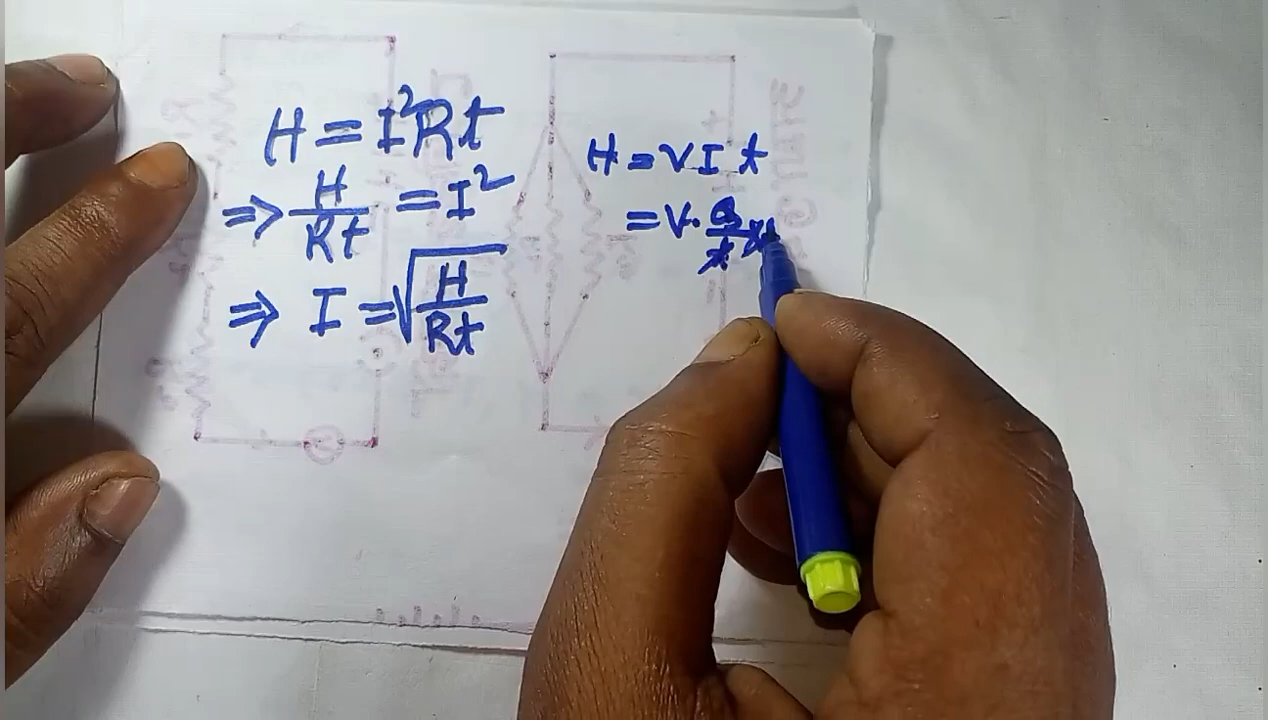 H = I²Rt
⇒ H/Rt = I²
⇒ I = √(H/Rt)
H = VIt
= V. Q/t × t